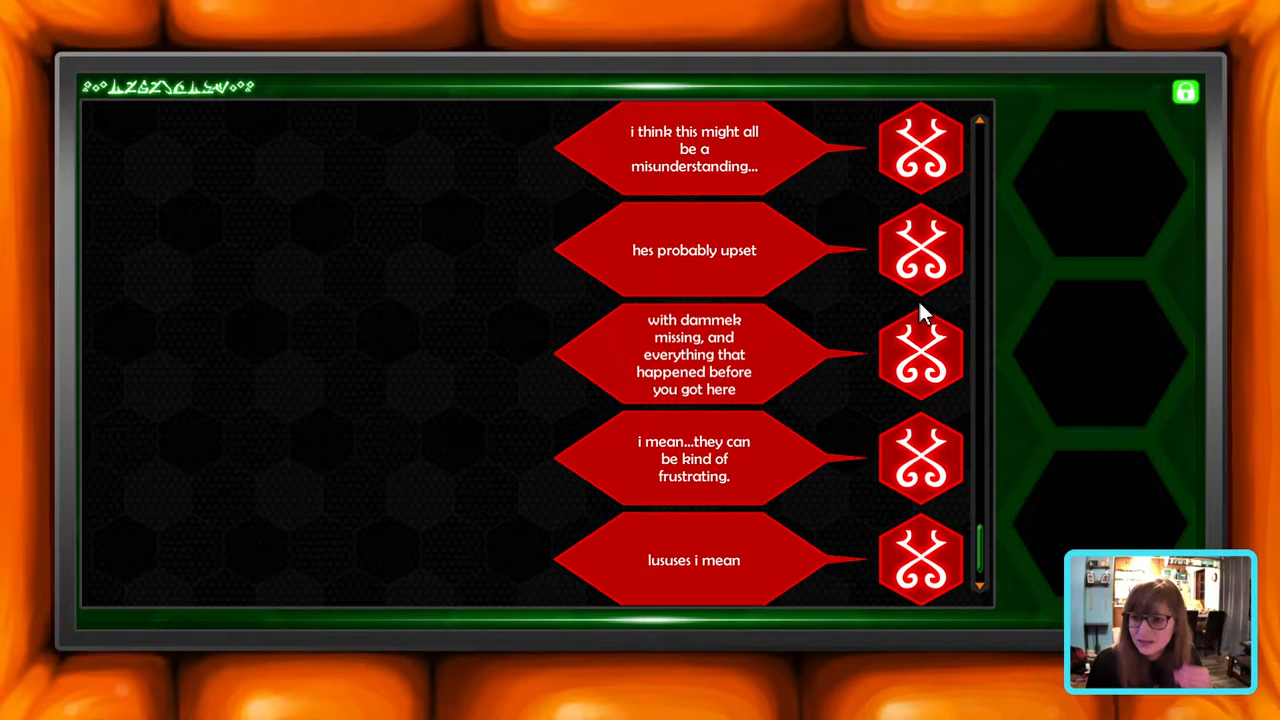 i think this might all
be a
misunderstanding...
hes probably upset
with dammek
missing, and
everything that
happened before
you got here
i mean...they can
be kind of
frustrating.
lususes i mean